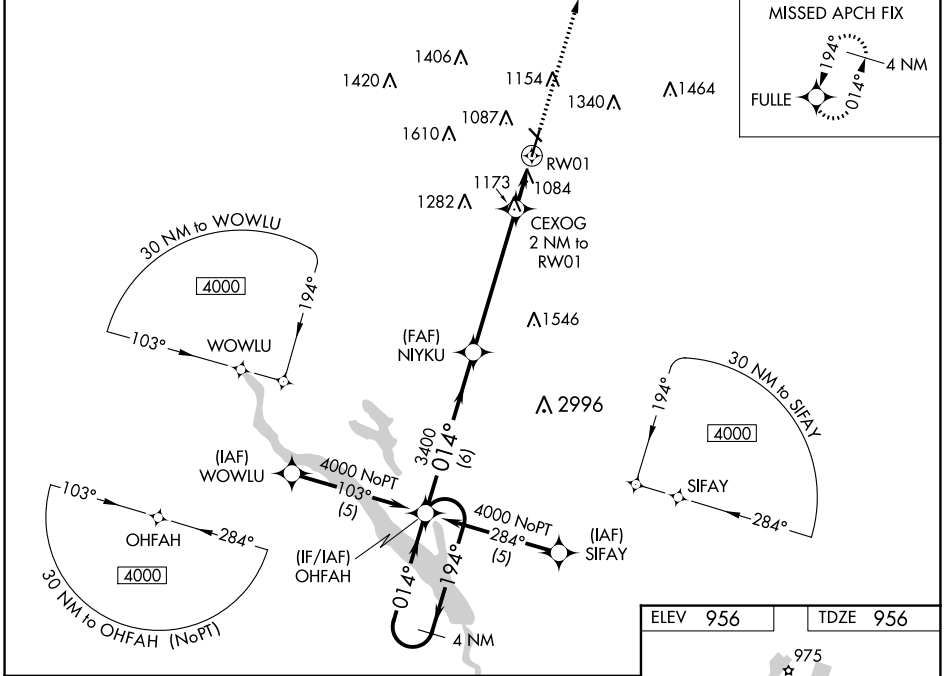 MISSED APCH FIX
194°
4 NM
FULLE
014°
1406
1420
1154
1340
1464
1087
1610
RW01
1173
1084
1282
CEXOG
2 NM to
RW01
30 NM to WOWLU
4000
194°
103°
WOWLU
1546
(FAF)
NIYKU
2996
30 NM to SIFAY
194°
4000
SIFAY
284°
3400
014°
(6)
(IAF)
WOWLU
4000 NoPT
103°
(5)
4000 NoPT
284°
(5)
(IAF)
SIFAY
103°
OHFAH
284°
4000
30 NM to OHFAH (NoPT)
(IF/IAF)
OHFAH
014°
194°
4 NM
ELEV 956
TDZE 956
975